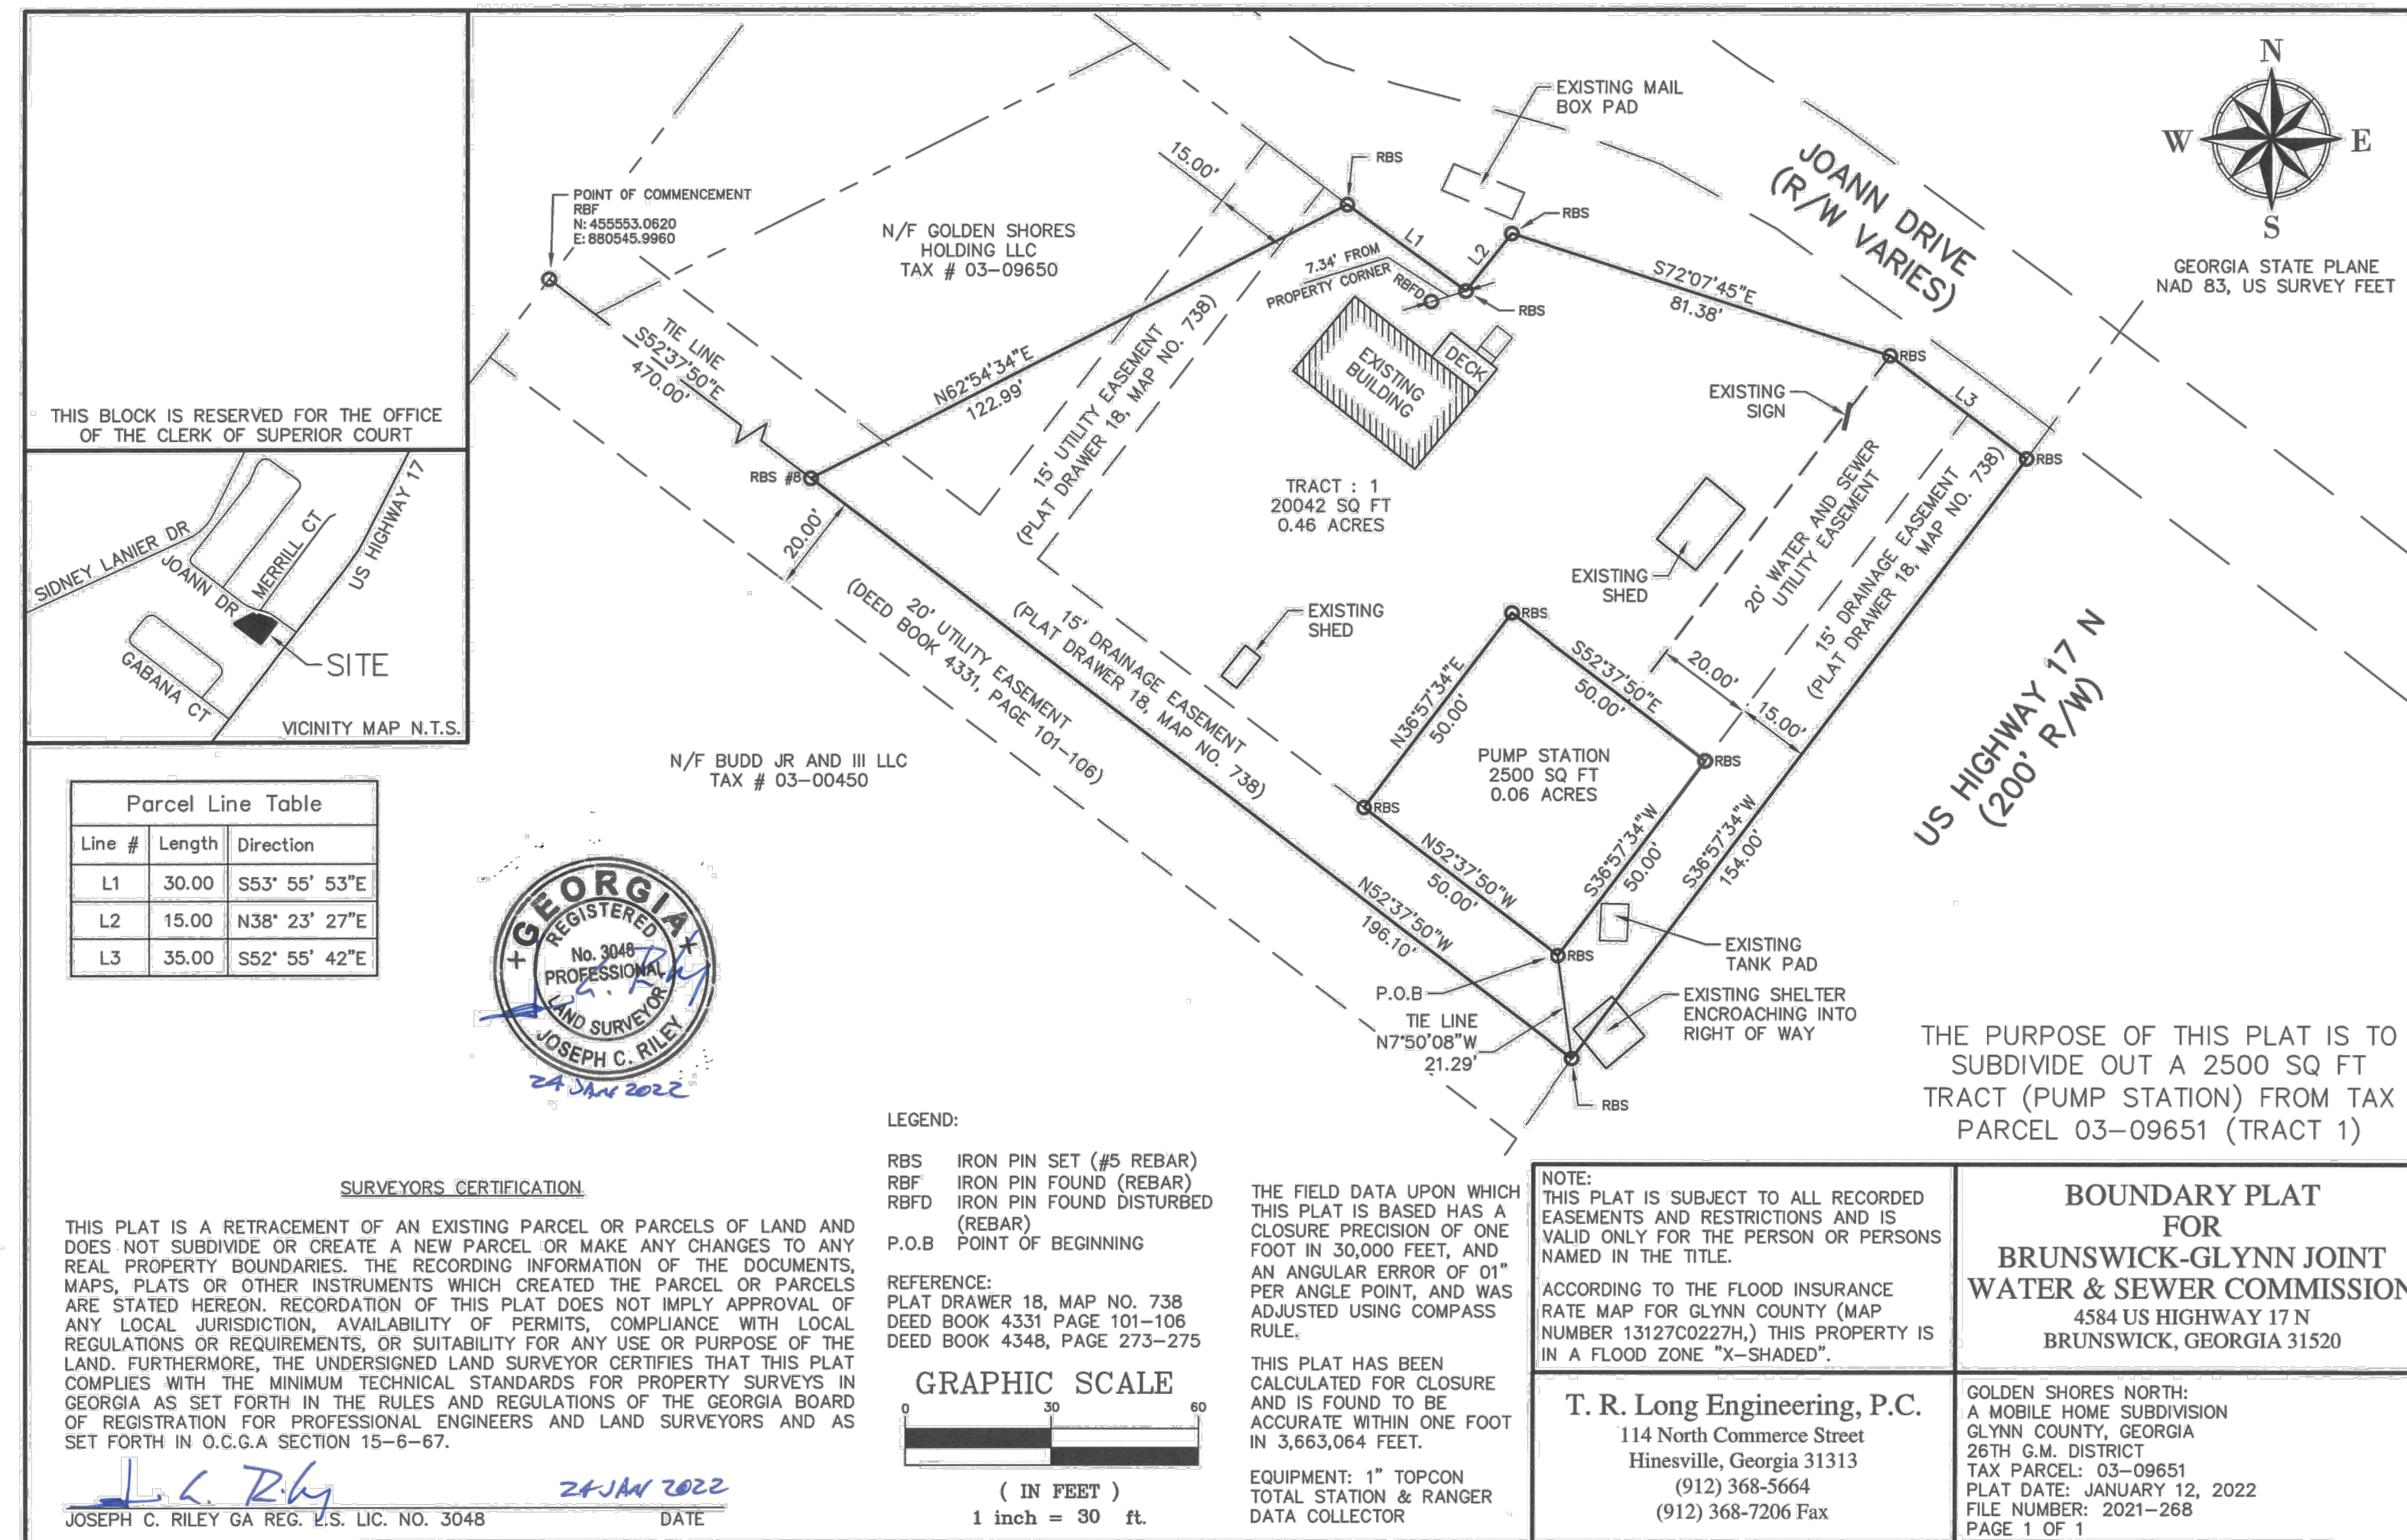 THIS BLOCK IS RESERVED FOR THE OFFICE
OF THE CLERK OF SUPERIOR COURT
SIDNEY LANIER DR
JOANN DR
MERRILL CT
US HIGHWAY 17
GABANA CT
SITE
VICINITY MAP N.T.S.
Parcel Line Table
Line # Length Direction
L1 30.00 S53° 55' 53"E
L2 15.00 N38° 23' 27"E
L3 35.00 S52° 55' 42"E
POINT OF COMMENCEMENT
RBF
N: 455553.0620
E: 880545.9960
N/F GOLDEN SHORES
HOLDING LLC
TAX # 03-09650
15.00'
RBS
EXISTING MAIL
BOX PAD
RBS
L1
L2
7.34' FROM
PROPERTY CORNER
RBFD
RBS
JOANN DRIVE
(R/W VARIES)
S72°07'45"E
81.38'
N
W
E
S
GEORGIA STATE PLANE
NAD 83, US SURVEY FEET
TIE LINE
S52°37'50"E
470.00'
N62°54'34"E
122.99'
15' UTILITY EASEMENT
(PLAT DRAWER 18, MAP NO. 738)
EXISTING
BUILDING
DECK
RBS
L3
EXISTING
SIGN
RBS
RBS #8
20.00'
TRACT : 1
20042 SQ FT
0.46 ACRES
20' WATER AND SEWER
UTILITY EASEMENT
15' DRAINAGE EASEMENT
(PLAT DRAWER 18, MAP NO. 738)
EXISTING
SHED
EXISTING
SHED
20' UTILITY EASEMENT
(DEED BOOK 4331, PAGE 101-106)
15' DRAINAGE EASEMENT
(PLAT DRAWER 18, MAP NO. 738)
RBS
N36°57'34"E
50.00'
S52°37'50"E
50.00'
20.00'
15.00'
US HIGHWAY 17 N
(200' R/W)
N/F BUDD JR AND III LLC
TAX # 03-00450
PUMP STATION
2500 SQ FT
0.06 ACRES
RBS
RBS
N52°37'50"W
50.00'
S36°57'34"W
50.00'
S36°57'34"W
154.00'
N52°37'50"W
196.10'
RBS
EXISTING
TANK PAD
P.O.B
TIE LINE
N7°50'08"W
21.29'
EXISTING SHELTER
ENCROACHING INTO
RIGHT OF WAY
RBS
THE PURPOSE OF THIS PLAT IS TO
SUBDIVIDE OUT A 2500 SQ FT
TRACT (PUMP STATION) FROM TAX
PARCEL 03-09651 (TRACT 1)
GEORGIA
REGISTERED
No. 3048
PROFESSIONAL
LAND SURVEYOR
JOSEPH C. RILEY
24 JAN 2022
SURVEYORS CERTIFICATION
THIS PLAT IS A RETRACEMENT OF AN EXISTING PARCEL OR PARCELS OF LAND AND
DOES NOT SUBDIVIDE OR CREATE A NEW PARCEL OR MAKE ANY CHANGES TO ANY
REAL PROPERTY BOUNDARIES. THE RECORDING INFORMATION OF THE DOCUMENTS,
MAPS, PLATS OR OTHER INSTRUMENTS WHICH CREATED THE PARCEL OR PARCELS
ARE STATED HEREON. RECORDATION OF THIS PLAT DOES NOT IMPLY APPROVAL OF
ANY LOCAL JURISDICTION, AVAILABILITY OF PERMITS, COMPLIANCE WITH LOCAL
REGULATIONS OR REQUIREMENTS, OR SUITABILITY FOR ANY USE OR PURPOSE OF THE
LAND. FURTHERMORE, THE UNDERSIGNED LAND SURVEYOR CERTIFIES THAT THIS PLAT
COMPLIES WITH THE MINIMUM TECHNICAL STANDARDS FOR PROPERTY SURVEYS IN
GEORGIA AS SET FORTH IN THE RULES AND REGULATIONS OF THE GEORGIA BOARD
OF REGISTRATION FOR PROFESSIONAL ENGINEERS AND LAND SURVEYORS AND AS
SET FORTH IN O.C.G.A SECTION 15-6-67.
24 JAN 2022
JOSEPH C. RILEY GA REG. L.S. LIC. NO. 3048 DATE
LEGEND:
RBS IRON PIN SET (#5 REBAR)
RBF IRON PIN FOUND (REBAR)
RBFD IRON PIN FOUND DISTURBED
(REBAR)
P.O.B POINT OF BEGINNING
REFERENCE:
PLAT DRAWER 18, MAP NO. 738
DEED BOOK 4331 PAGE 101-106
DEED BOOK 4348, PAGE 273-275
GRAPHIC SCALE
0 30 60
( IN FEET )
1 inch = 30 ft.
THE FIELD DATA UPON WHICH
THIS PLAT IS BASED HAS A
CLOSURE PRECISION OF ONE
FOOT IN 30,000 FEET, AND
AN ANGULAR ERROR OF 01"
PER ANGLE POINT, AND WAS
ADJUSTED USING COMPASS
RULE.
THIS PLAT HAS BEEN
CALCULATED FOR CLOSURE
AND IS FOUND TO BE
ACCURATE WITHIN ONE FOOT
IN 3,663,064 FEET.
EQUIPMENT: 1" TOPCON
TOTAL STATION & RANGER
DATA COLLECTOR
NOTE:
THIS PLAT IS SUBJECT TO ALL RECORDED
EASEMENTS AND RESTRICTIONS AND IS
VALID ONLY FOR THE PERSON OR PERSONS
NAMED IN THE TITLE.
ACCORDING TO THE FLOOD INSURANCE
RATE MAP FOR GLYNN COUNTY (MAP
NUMBER 13127C0227H,) THIS PROPERTY IS
IN A FLOOD ZONE "X-SHADED".
BOUNDARY PLAT
FOR
BRUNSWICK-GLYNN JOINT
WATER & SEWER COMMISSION
4584 US HIGHWAY 17 N
BRUNSWICK, GEORGIA 31520
T. R. Long Engineering, P.C.
114 North Commerce Street
Hinesville, Georgia 31313
(912) 368-5664
(912) 368-7206 Fax
GOLDEN SHORES NORTH:
A MOBILE HOME SUBDIVISION
GLYNN COUNTY, GEORGIA
26TH G.M. DISTRICT
TAX PARCEL: 03-09651
PLAT DATE: JANUARY 12, 2022
FILE NUMBER: 2021-268
PAGE 1 OF 1